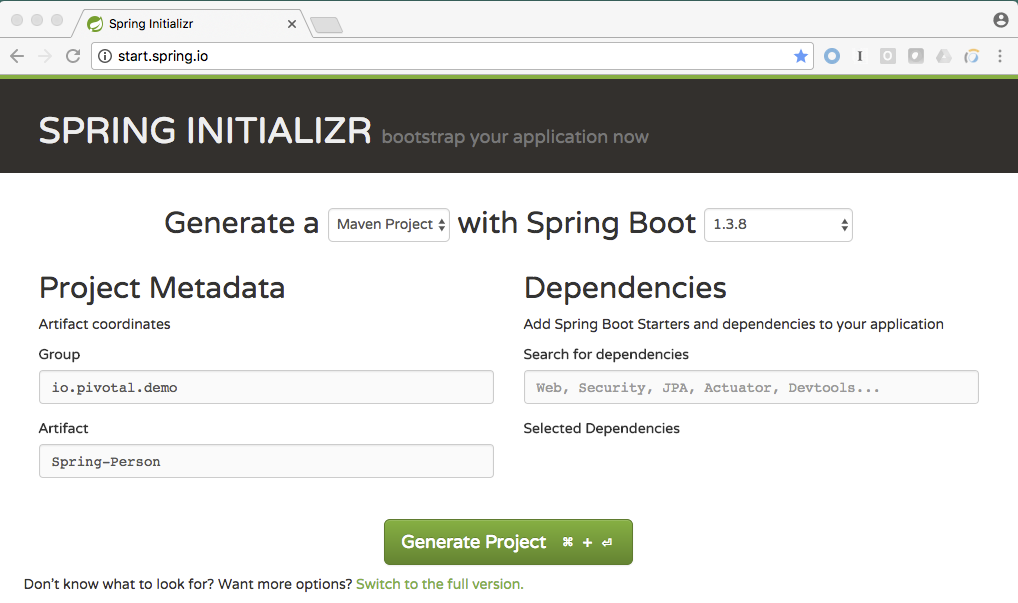 Spring Initializr
start.spring.io
SPRING INITIALIZR bootstrap your application now
Generate a Maven Project with Spring Boot 1.3.8
Project Metadata
Artifact coordinates
Group
io.pivotal.demo
Artifact
Spring-Person
Dependencies
Add Spring Boot Starters and dependencies to your application
Search for dependencies
Web, Security, JPA, Actuator, Devtools...
Selected Dependencies
Generate Project ⌘ + ⏎
Don't know what to look for? Want more options? Switch to the full version.